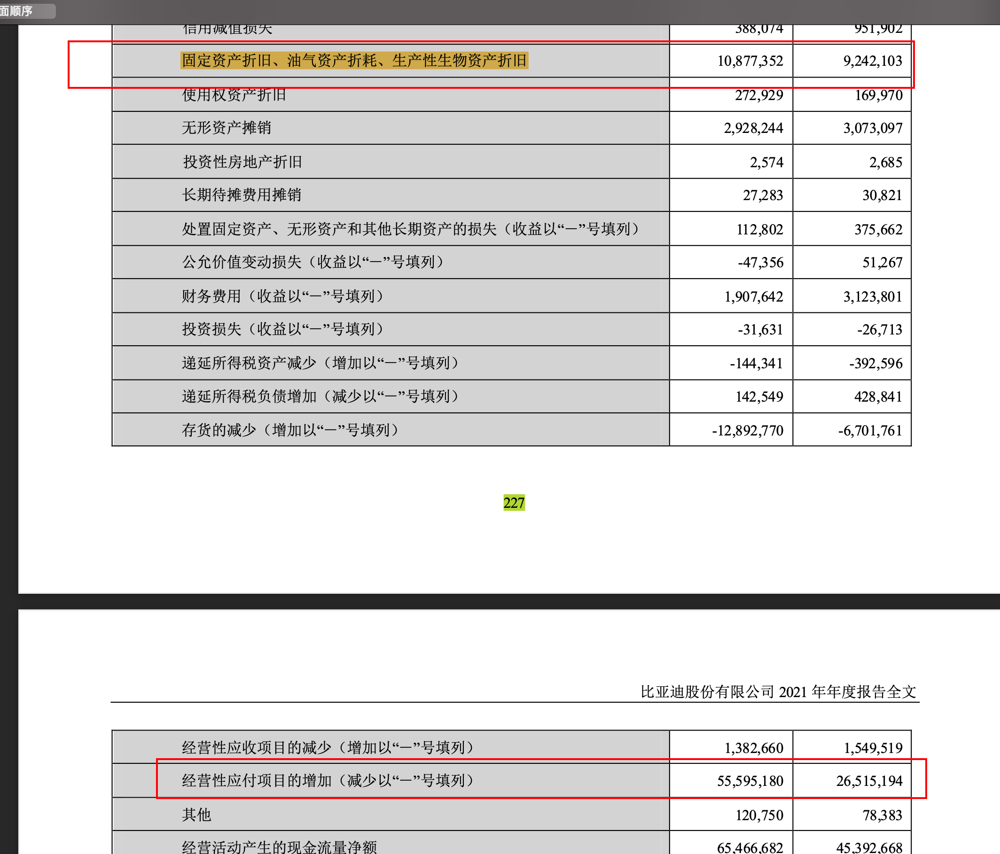 面顺序
信用减值损失 388,074 951,902
固定资产折旧、油气资产折耗、生产性生物资产折旧 10,877,352 9,242,103
使用权资产折旧 272,929 169,970
无形资产摊销 2,928,244 3,073,097
投资性房地产折旧 2,574 2,685
长期待摊费用摊销 27,283 30,821
处置固定资产、无形资产和其他长期资产的损失（收益以“－”号填列） 112,802 375,662
公允价值变动损失（收益以“－”号填列） -47,356 51,267
财务费用（收益以“－”号填列） 1,907,642 3,123,801
投资损失（收益以“－”号填列） -31,631 -26,713
递延所得税资产减少（增加以“－”号填列） -144,341 -392,596
递延所得税负债增加（减少以“－”号填列） 142,549 428,841
存货的减少（增加以“－”号填列） -12,892,770 -6,701,761
227
比亚迪股份有限公司 2021 年年度报告全文
经营性应收项目的减少（增加以“－”号填列） 1,382,660 1,549,519
经营性应付项目的增加（减少以“－”号填列） 55,595,180 26,515,194
其他 120,750 78,383
经营活动产生的现金流量净额 65,466,682 45,392,668